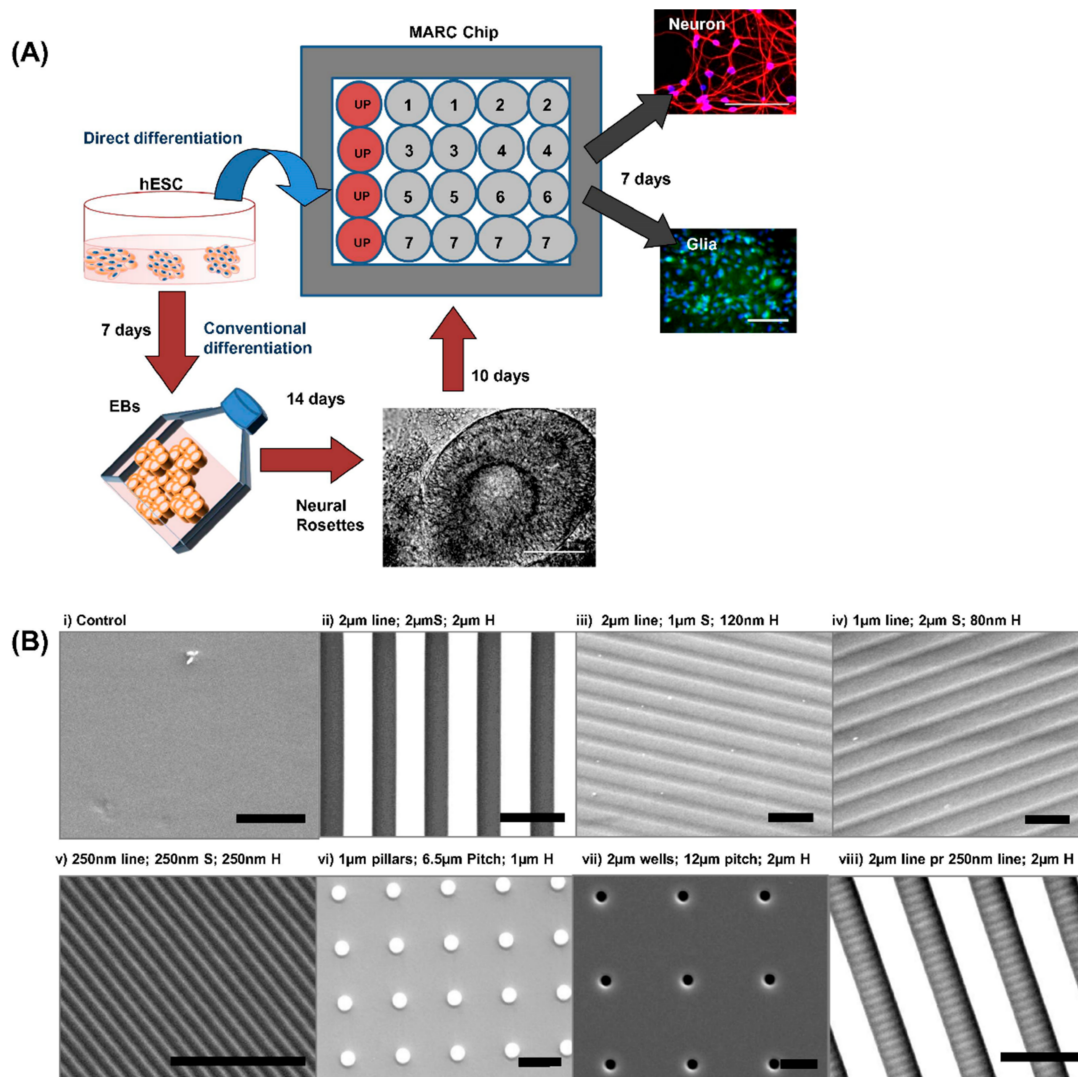 (A)
MARC Chip
Neuron
UP 1 1 2 2
Direct differentiation
UP 3 3 4 4
hESC
7 days
UP 5 5 6 6
UP 7 7 7 7
Glia
7 days
Conventional
differentiation
10 days
EBs
14 days
Neural
Rosettes
(B)
i) Control
ii) 2µm line; 2µmS; 2µm H
iii) 2µm line; 1µm S; 120nm H
iv) 1µm line; 2µm S; 80nm H
v) 250nm line; 250nm S; 250nm H
vi) 1µm pillars; 6.5µm Pitch; 1µm H
vii) 2µm wells; 12µm pitch; 2µm H
viii) 2µm line pr 250nm line; 2µm H